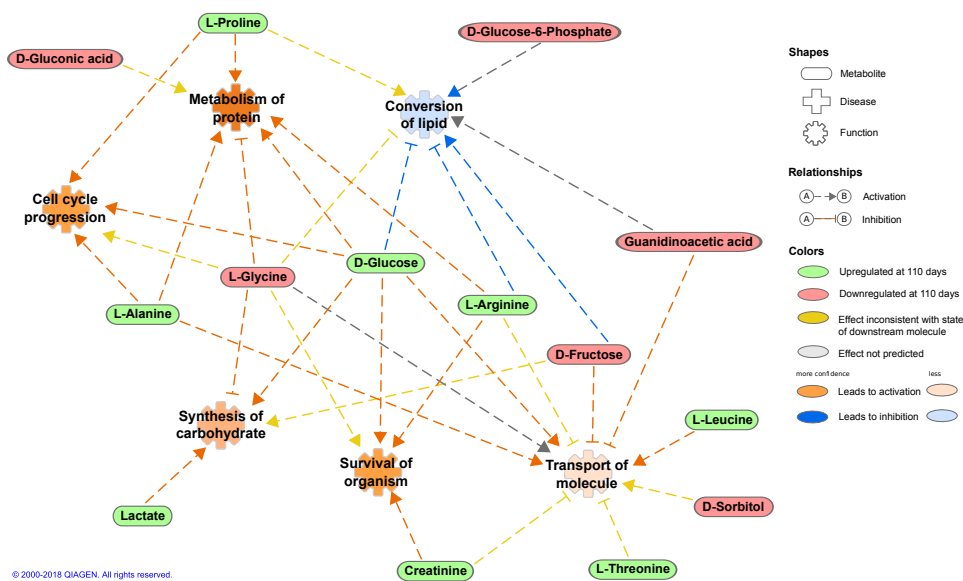 L-Proline
D-Glucose-6-Phosphate
D-Gluconic acid
Metabolism of
protein
Conversion
of lipid
Cell cycle
progression
Guanidinoacetic acid
D-Glucose
L-Glycine
L-Alanine
L-Arginine
D-Fructose
Synthesis of
carbohydrate
L-Leucine
Survival of
organism
Transport of
molecule
D-Sorbitol
Lactate
Creatinine
L-Threonine
© 2000-2018 QIAGEN. All rights reserved.
Shapes
Metabolite
Disease
Function
Relationships
A B Activation
A B Inhibition
Colors
Upregulated at 110 days
Downregulated at 110 days
Effect inconsistent with state
of downstream molecule
Effect not predicted
more confidence less
Leads to activation
Leads to inhibition